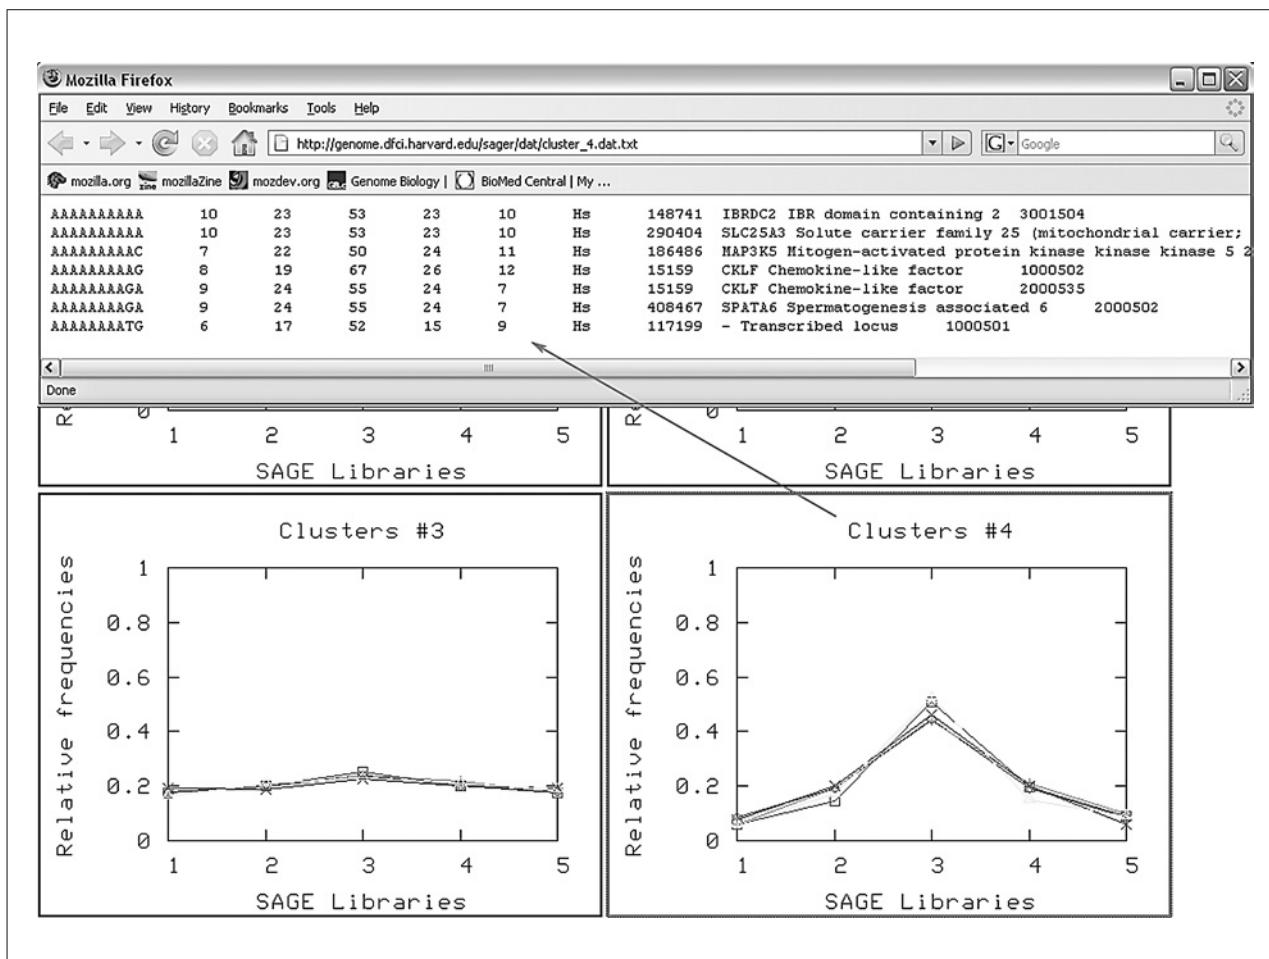 Mozilla Firefox
File Edit View History Bookmarks Tools Help
http://genome.dfci.harvard.edu/sager/dat/cluster_4.dat.txt G Google
mozilla.org mozillaZine mozdev.org Genome Biology | BioMed Central | My ...
AAAAAAAAAA 10 23 53 23 10 Hs 148741 IBRDC2 IBR domain containing 2 3001504
AAAAAAAAAA 10 23 53 23 10 Hs 290404 SLC25A3 Solute carrier family 25 (mitochondrial carrier;
AAAAAAAAAC 7 22 50 24 11 Hs 186486 MAP3K5 Mitogen-activated protein kinase kinase kinase 5 2
AAAAAAAAAG 8 19 67 26 12 Hs 15159 CKLF Chemokine-like factor 1000502
AAAAAAAAGA 9 24 55 24 7 Hs 15159 CKLF Chemokine-like factor 2000535
AAAAAAAAGA 9 24 55 24 7 Hs 408467 SPATA6 Spermatogenesis associated 6 2000502
AAAAAAAATG 6 17 52 15 9 Hs 117199 - Transcribed locus 1000501
Done
0 0
1 2 3 4 5 1 2 3 4 5
SAGE Libraries SAGE Libraries
Clusters #3
Relative frequencies
1
0.8
0.6
0.4
0.2
0
1 2 3 4 5
SAGE Libraries
Clusters #4
Relative frequencies
1
0.8
0.6
0.4
0.2
0
1 2 3 4 5
SAGE Libraries